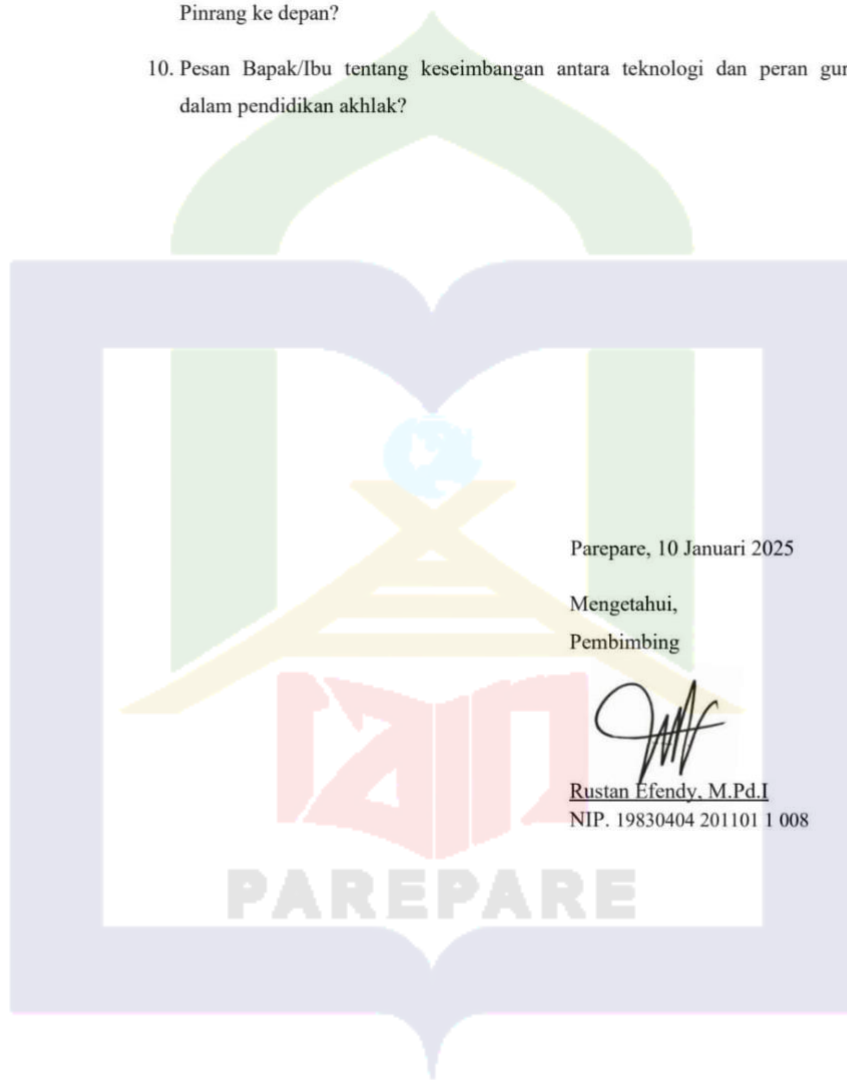 Pinrang ke depan?
10. Pesan Bapak/Ibu tentang keseimbangan antara teknologi dan peran gur
dalam pendidikan akhlak?
Parepare, 10 Januari 2025
Mengetahui,
Pembimbing
Rustan Efendy, M.Pd.I
NIP. 19830404 201101 1 008
iain
PAREPARE